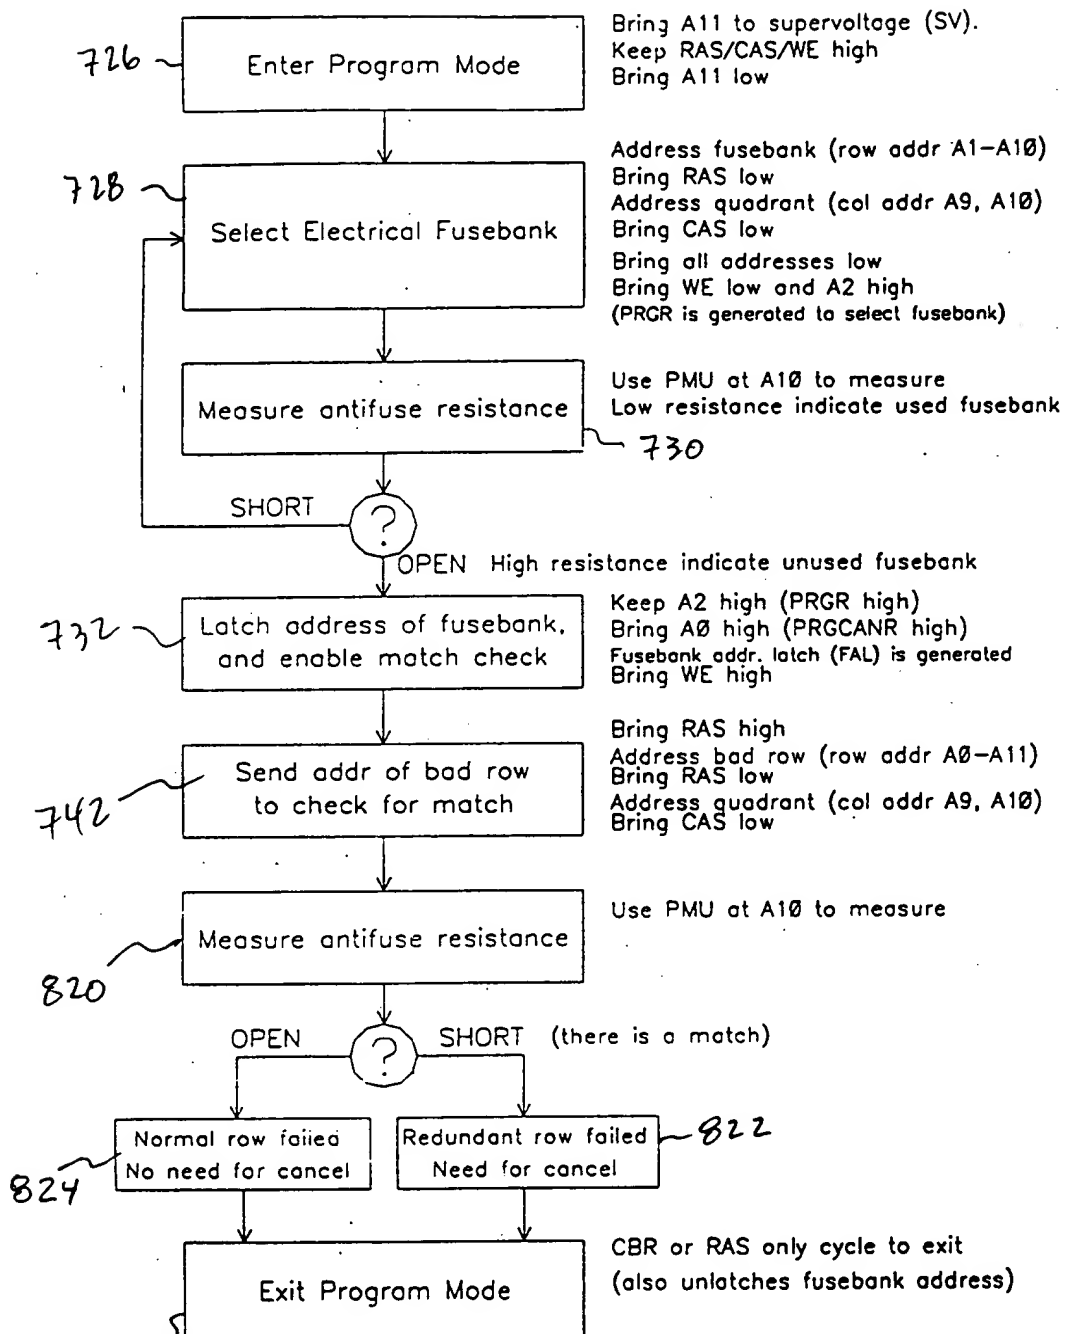 Bring A11 to supervoltage (SV).
Keep RAS/CAS/WE high
Bring A11 low
726
Enter Program Mode
Address fusebank (row addr A1-A10)
Bring RAS low
Address quadrant (col addr A9, A10)
Bring CAS low
Bring all addresses low
Bring WE low and A2 high
(PRGR is generated to select fusebank)
728
Select Electrical Fusebank
Use PMU at A10 to measure
Low resistance indicate used fusebank
Measure antifuse resistance
730
SHORT
?
OPEN High resistance indicate unused fusebank
Keep A2 high (PRGR high)
Bring A0 high (PRGCANR high)
Fusebank addr. latch (FAL) is generated
Bring WE high
732
Latch address of fusebank,
and enable match check
Bring RAS high
Address bad row (row addr A0-A11)
Bring RAS low
Address quadrant (col addr A9, A10)
Bring CAS low
742
Send addr of bad row
to check for match
Use PMU at A10 to measure
Measure antifuse resistance
820
OPEN
?
SHORT (there is a match)
Normal row failed
No need for cancel
824
Redundant row failed
Need for cancel
822
CBR or RAS only cycle to exit
(also unlatches fusebank address)
Exit Program Mode